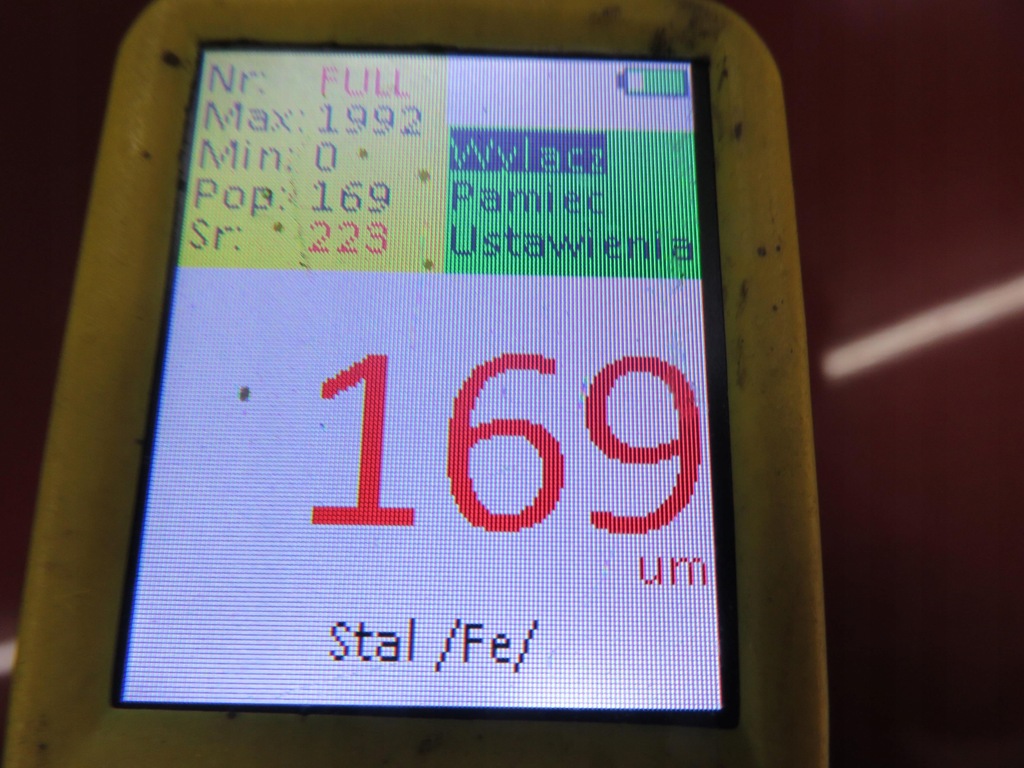 Nr: FULL
Max: 1992
Min: 0
Pop: 169
Sr: 223
Wylacz
Pamiec
Ustawienia
169
um
Stal /Fe/